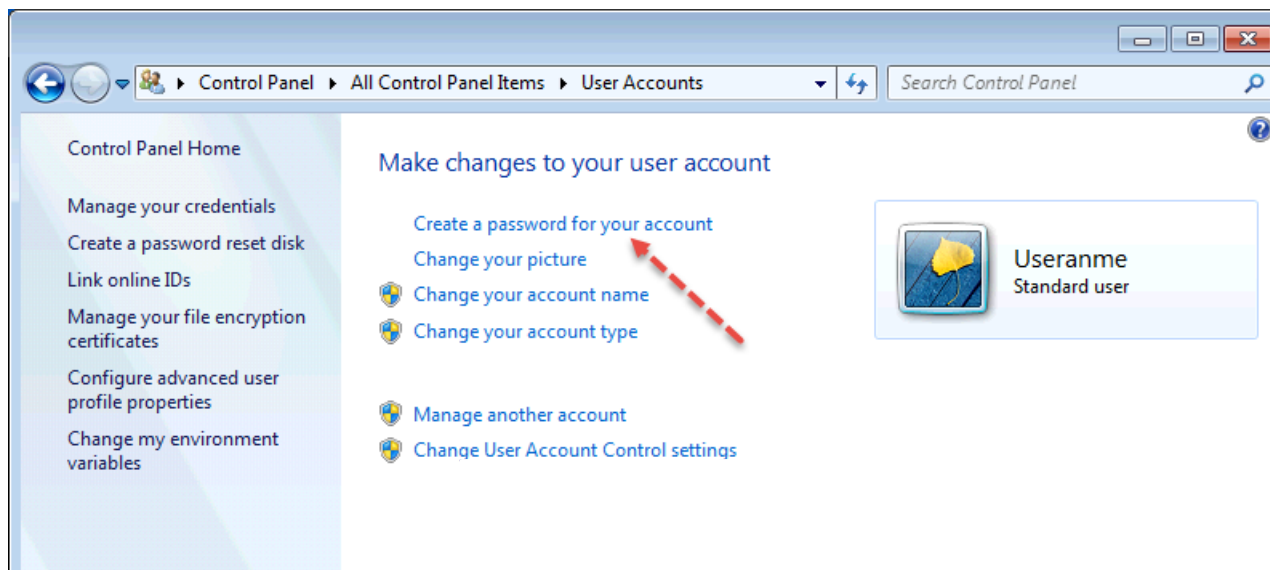 Control Panel
All Control Panel Items
User Accounts
Search Control Panel
Control Panel Home
Manage your credentials
Create a password reset disk
Link online IDs
Manage your file encryption
certificates
Configure advanced user
profile properties
Change my environment
variables
Make changes to your user account
Create a password for your account
Change your picture
Change your account name
Change your account type
Manage another account
Change User Account Control settings
Useranme
Standard user